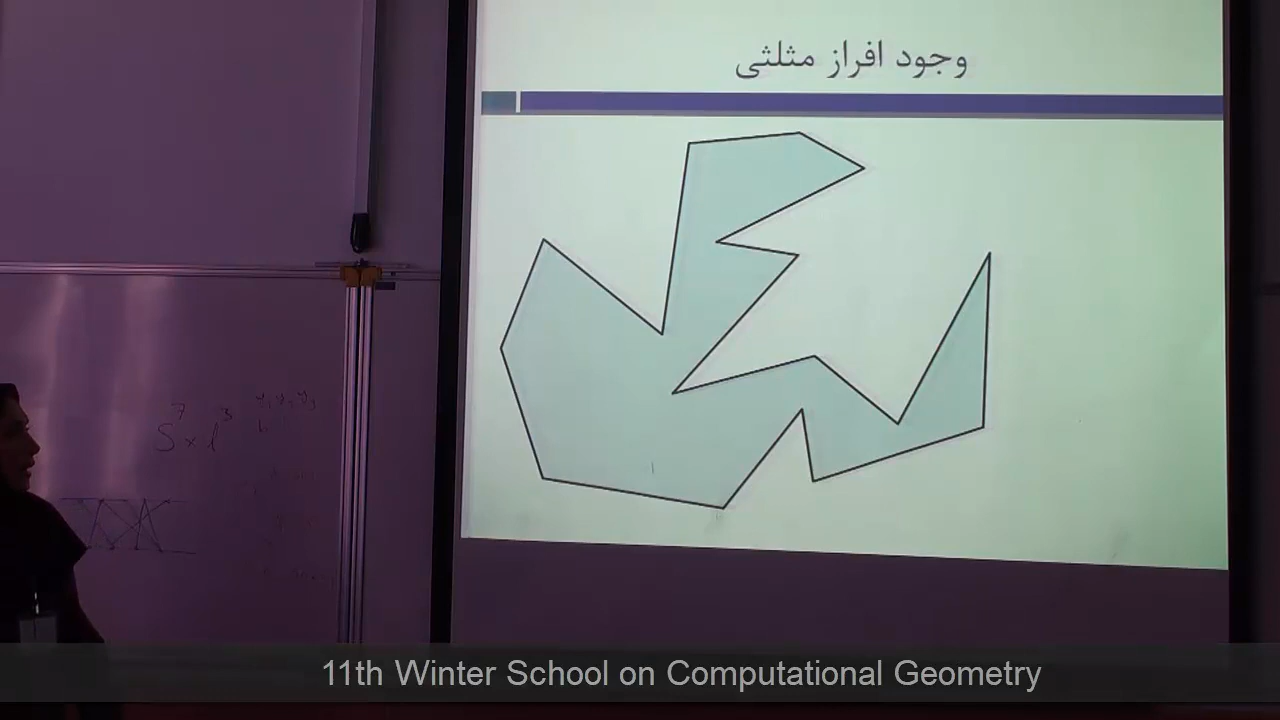 وجود افراز مثلثی
11th Winter School on Computational Geometry